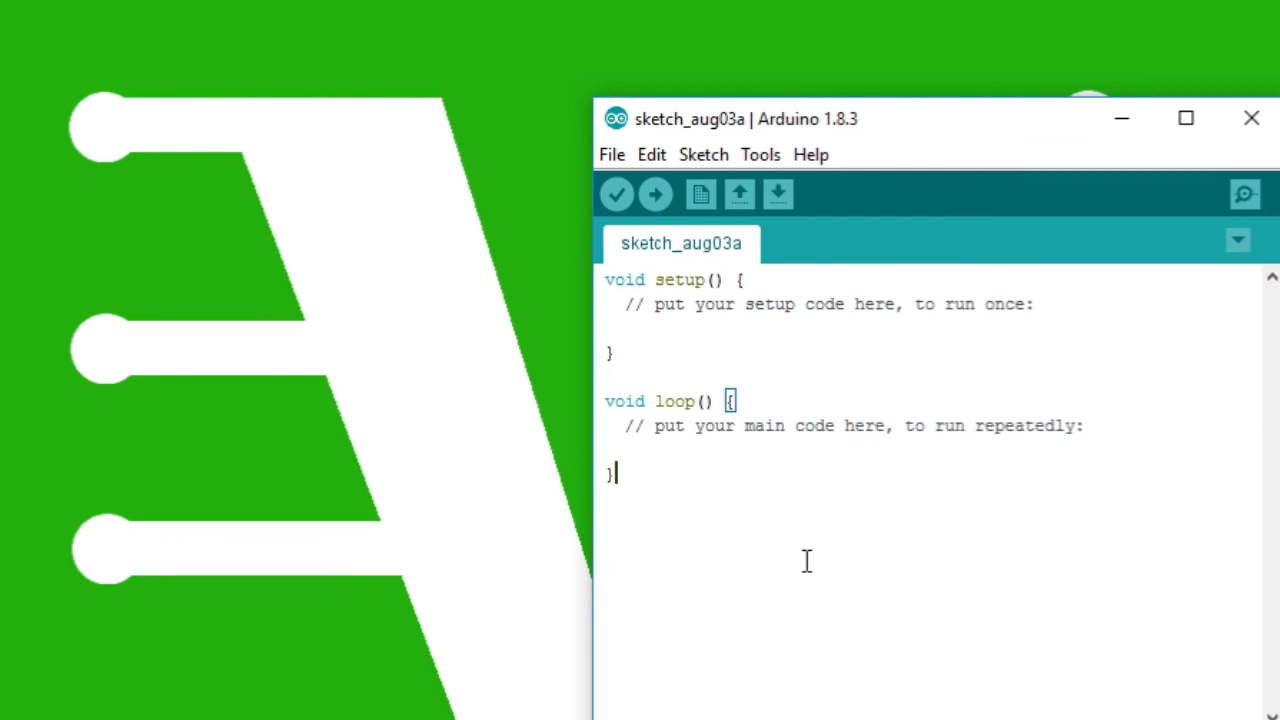 sketch_aug03a | Arduino 1.8.3
File Edit Sketch Tools Help
sketch_aug03a
void setup() {
  // put your setup code here, to run once:
}
void loop() {
  // put your main code here, to run repeatedly:
}